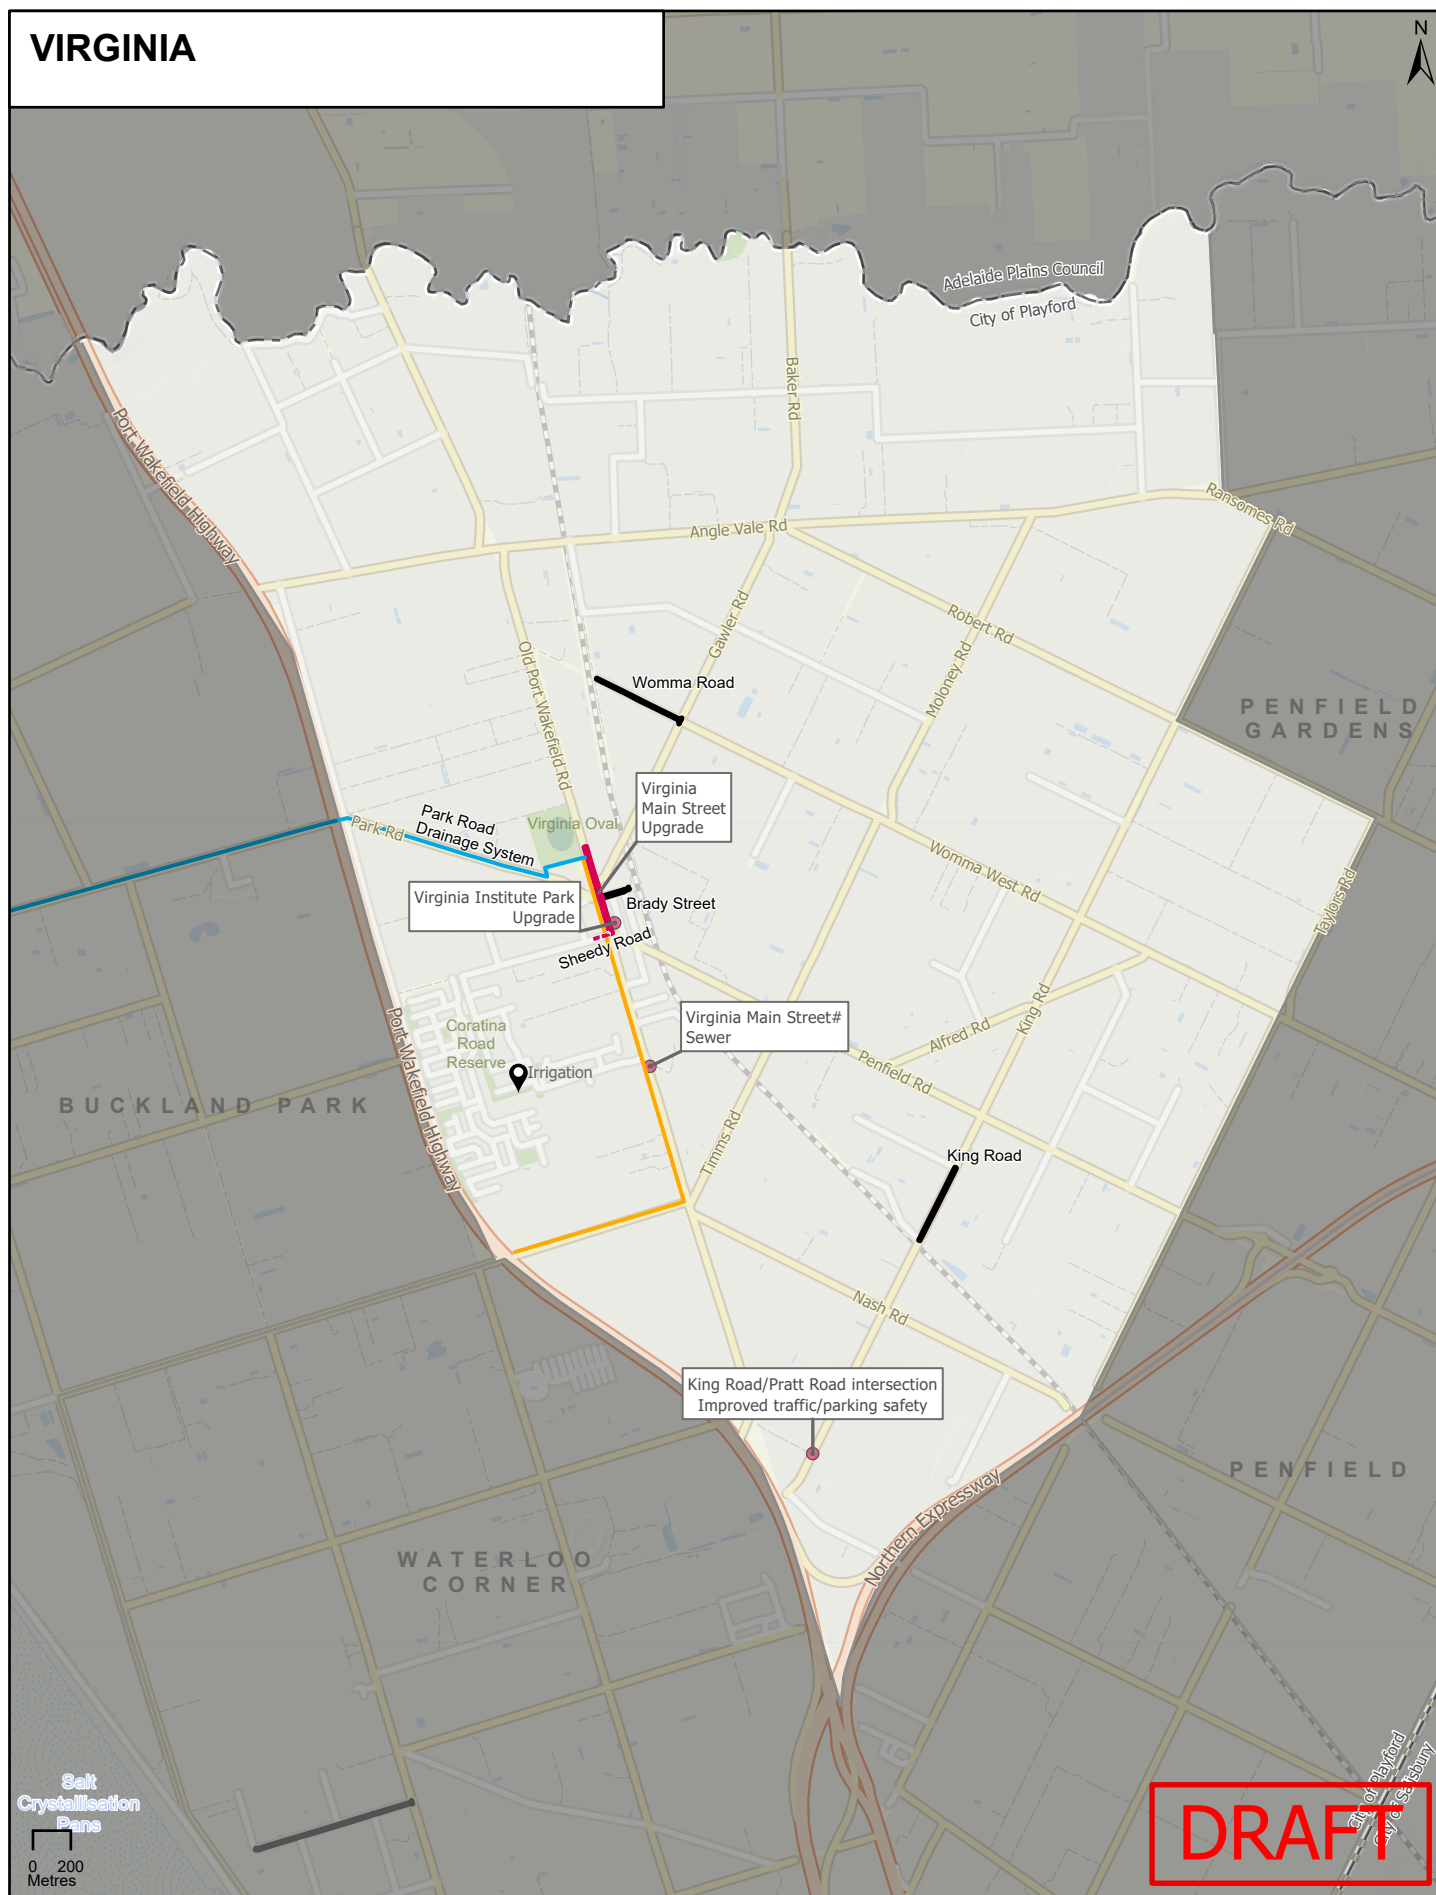 VIRGINIA
N
Adelaide Plains Council
City of Playford
Baker Rd
Port Wakefield Highway
Ransomes Rd
Angle Vale Rd
Gawler Rd
Robert Rd
Moloney Rd
Old Port Wakefield Rd
Womma Road
PENFIELD
GARDENS
Virginia
Main Street
Upgrade
Park Road
Drainage System
Park Rd
Virginia Oval
Womma West Rd
Taylors Rd
Virginia Institute Park
Upgrade
Brady Street
Sheedy Road
Virginia Main Street#
Sewer
Coratina
Road
Reserve
Irrigation
Port Wakefield Highway
King Rd
Alfred Rd
Penfield Rd
BUCKLAND PARK
Timms Rd
King Road
Nash Rd
King Road/Pratt Road intersection
Improved traffic/parking safety
PENFIELD
Northern Expressway
WATERLOO
CORNER
Salt
Crystallisation
Pans
0 200
Metres
City of Playford
City of Salisbury
DRAFT